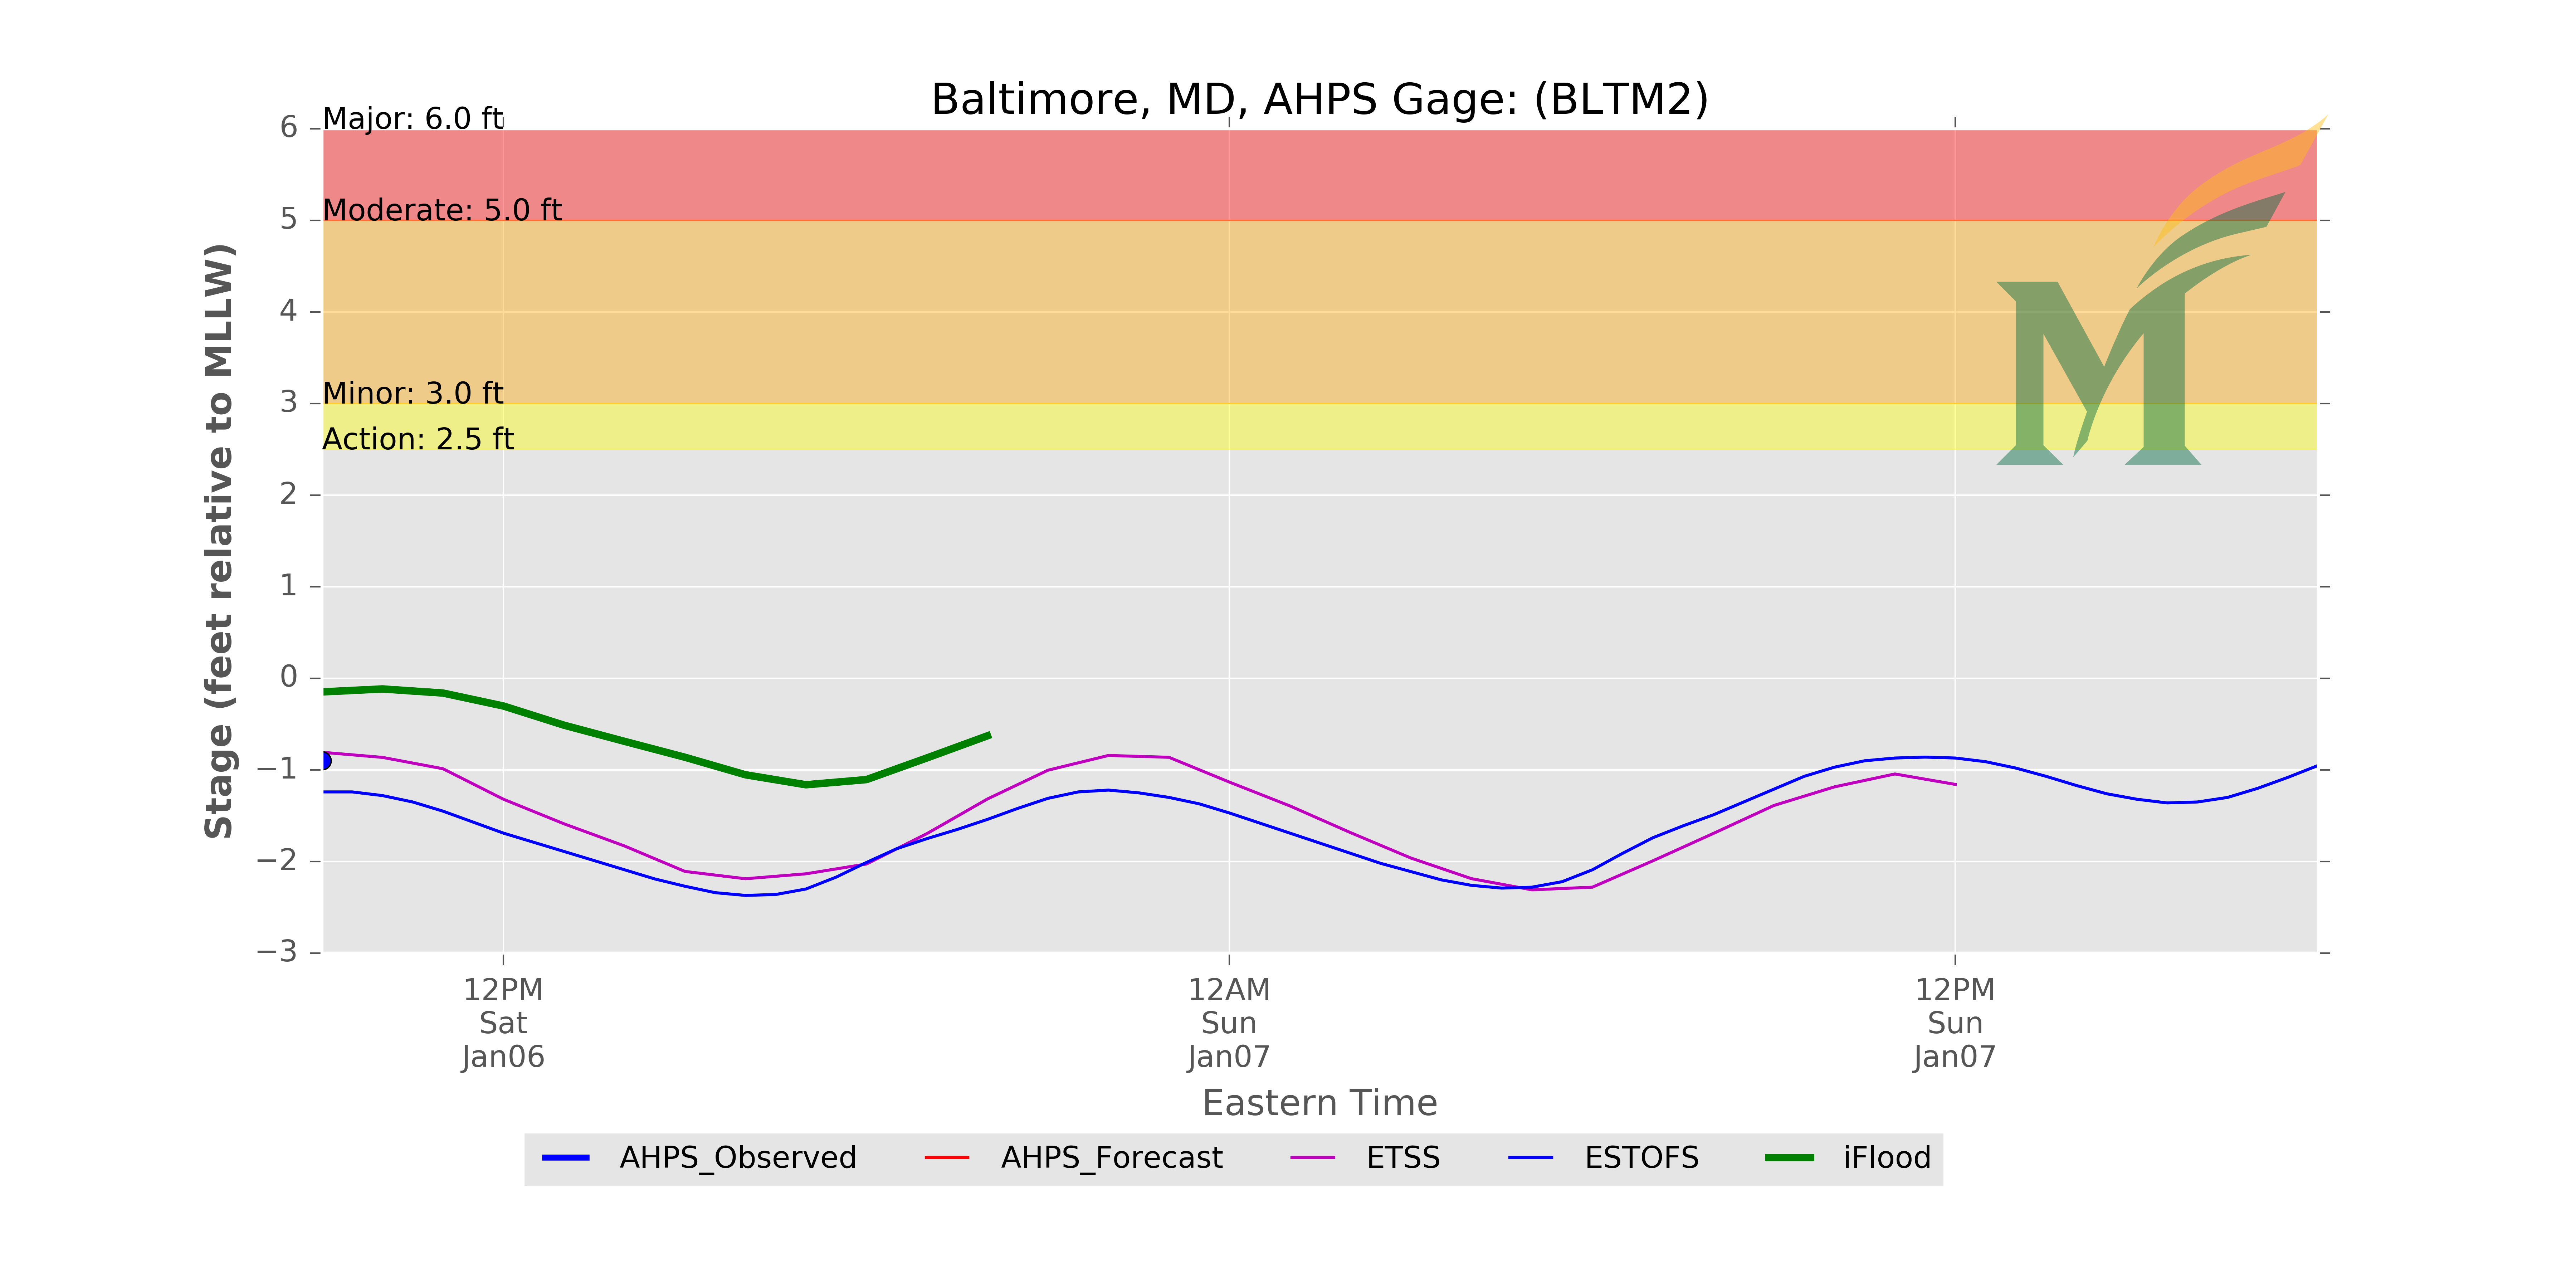 Baltimore, MD, AHPS Gage: (BLTM2)
Major: 6.0 ft
Moderate: 5.0 ft
Minor: 3.0 ft
Action: 2.5 ft
6
5
4
3
2
1
0
−1
−2
−3
Stage (feet relative to MLLW)
12PM
Sat
Jan06
12AM
Sun
Jan07
12PM
Sun
Jan07
Eastern Time
AHPS_Observed AHPS_Forecast ETSS ESTOFS iFlood
M